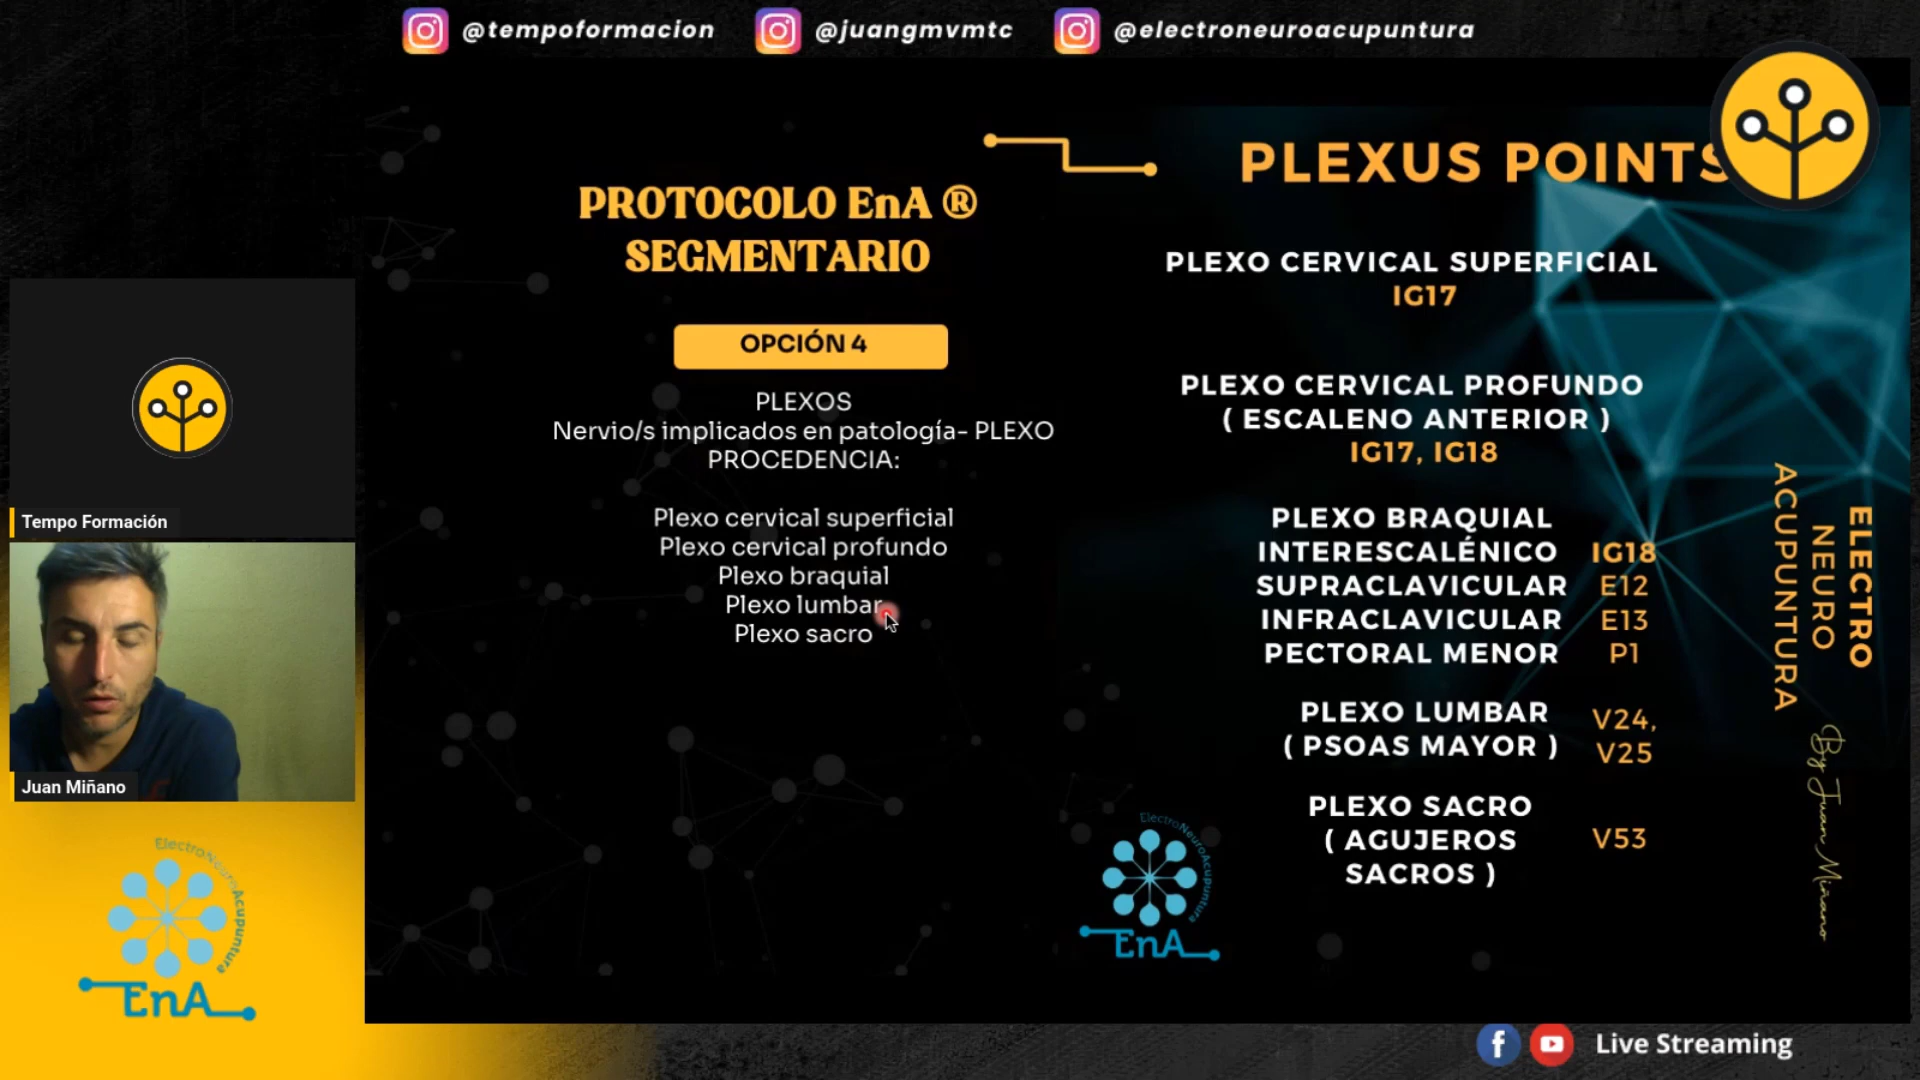 @tempoformacion
@juangmvmtc
@electroneuroacupuntura
PROTOCOLO EnA ®
SEGMENTARIO
OPCIÓN 4
PLEXOS
Nervio/s implicados en patología- PLEXO
PROCEDENCIA:
Plexo cervical superficial
Plexo cervical profundo
Plexo braquial
Plexo lumbar
Plexo sacro
PLEXUS POINTS
PLEXO CERVICAL SUPERFICIAL
IG17
PLEXO CERVICAL PROFUNDO
( ESCALENO ANTERIOR )
IG17, IG18
PLEXO BRAQUIAL
INTERESCALÉNICO IG18
SUPRACLAVICULAR E12
INFRACLAVICULAR E13
PECTORAL MENOR P1
PLEXO LUMBAR V24,
( PSOAS MAYOR ) V25
PLEXO SACRO
( AGUJEROS V53
SACROS )
ELECTRO
NEURO
ACUPUNTURA
By Juan Miñano
ElectroNeuroAcupuntura
EnA
Tempo Formación
Juan Miñano
ElectroNeuroAcupuntura
EnA
Live Streaming